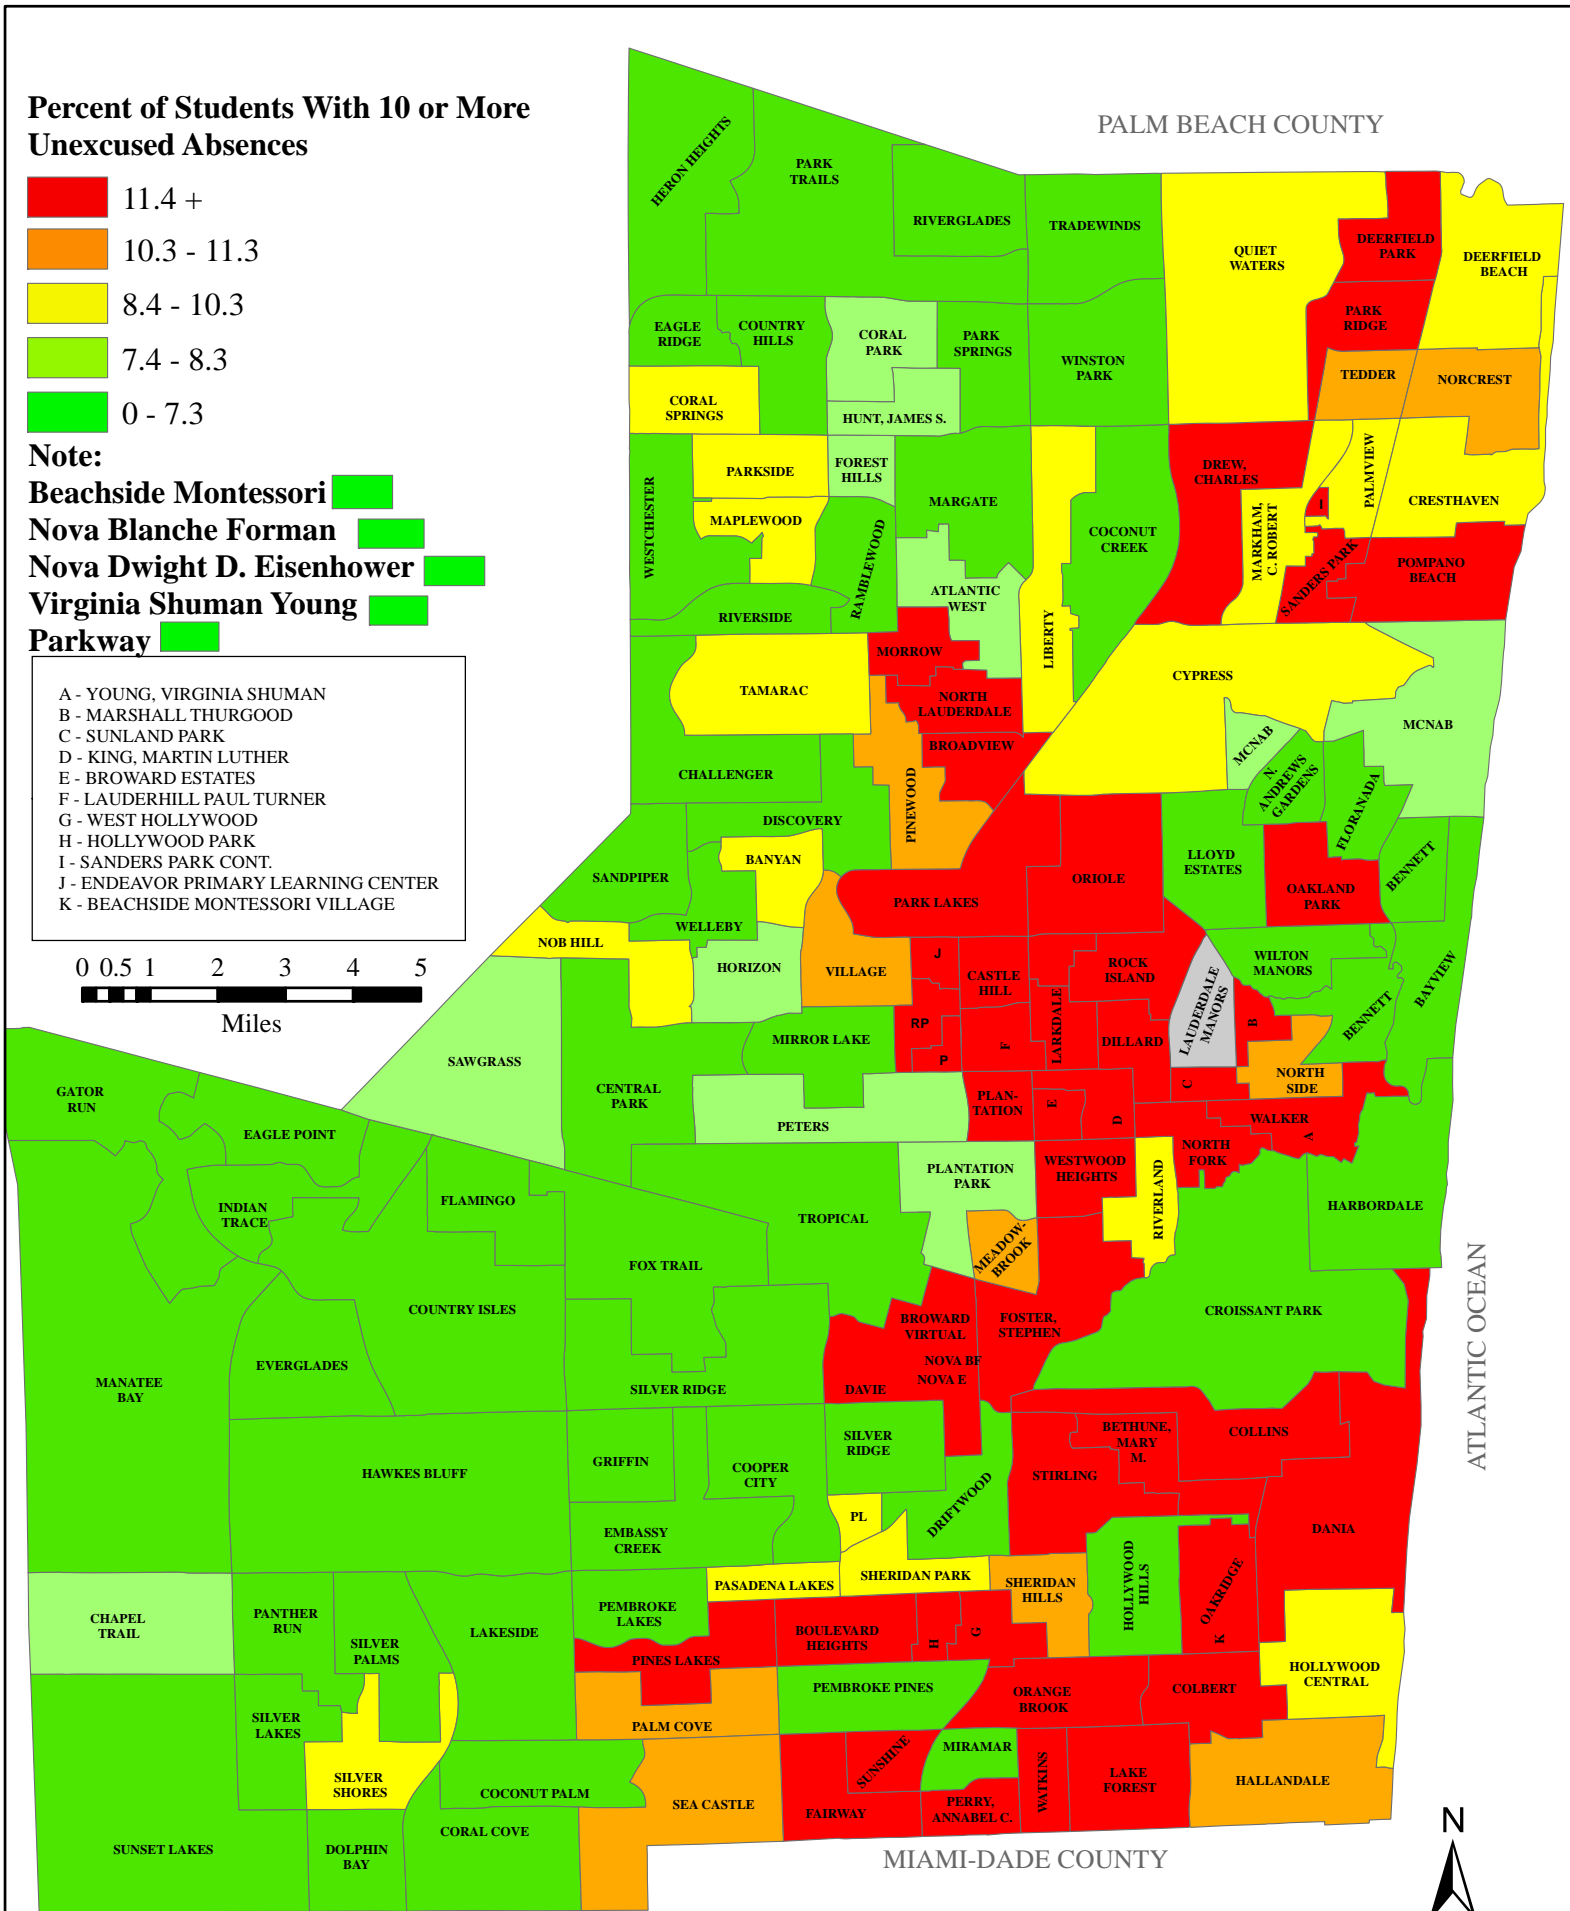 Percent of Students With 10 or More
Unexcused Absences
11.4 +
10.3 - 11.3
8.4 - 10.3
7.4 - 8.3
0 - 7.3
Note:
Beachside Montessori
Nova Blanche Forman
Nova Dwight D. Eisenhower
Virginia Shuman Young
Parkway
A - YOUNG, VIRGINIA SHUMAN
B - MARSHALL THURGOOD
C - SUNLAND PARK
D - KING, MARTIN LUTHER
E - BROWARD ESTATES
F - LAUDERHILL PAUL TURNER
G - WEST HOLLYWOOD
H - HOLLYWOOD PARK
I - SANDERS PARK CONT.
J - ENDEAVOR PRIMARY LEARNING CENTER
K - BEACHSIDE MONTESSORI VILLAGE
0 0.5 1 2 3 4 5
Miles
PALM BEACH COUNTY
HERON HEIGHTS
PARK
TRAILS
RIVERGLADES
TRADEWINDS
QUIET
WATERS
DEERFIELD
PARK
DEERFIELD
BEACH
EAGLE
RIDGE
COUNTRY
HILLS
CORAL
PARK
PARK
SPRINGS
WINSTON
PARK
PARK
RIDGE
TEDDER
NORCREST
CORAL
SPRINGS
HUNT, JAMES S.
PARKSIDE
FOREST
HILLS
MARGATE
DREW,
CHARLES
PALMVIEW
CRESTHAVEN
WESTCHESTER
MAPLEWOOD
RAMBLEWOOD
COCONUT
CREEK
MARKHAM,
C. ROBERT
I
SANDERS PARK
POMPANO
BEACH
RIVERSIDE
ATLANTIC
WEST
LIBERTY
MORROW
CYPRESS
TAMARAC
NORTH
LAUDERDALE
MCNAB
MCNAB
BROADVIEW
CHALLENGER
PINEWOOD
N.
ANDREWS
GARDENS
FLORANADA
DISCOVERY
BANYAN
LLOYD
ESTATES
BENNETT
SANDPIPER
ORIOLE
OAKLAND
PARK
PARK LAKES
WELLEBY
NOB HILL
HORIZON
VILLAGE
J
CASTLE
HILL
ROCK
ISLAND
WILTON
MANORS
BAYVIEW
LAUDERDALE
MANORS
B
BENNETT
RP
P
F
LARKDALE
DILLARD
MIRROR LAKE
SAWGRASS
CENTRAL
PARK
NORTH
SIDE
GATOR
RUN
PLAN-
TATION
E
D
C
WALKER
A
EAGLE POINT
PETERS
NORTH
FORK
WESTWOOD
HEIGHTS
PLANTATION
PARK
RIVERLAND
HARBORDALE
FLAMINGO
INDIAN
TRACE
TROPICAL
MEADOW-
BROOK
FOX TRAIL
COUNTRY ISLES
CROISSANT PARK
BROWARD
VIRTUAL
FOSTER,
STEPHEN
EVERGLADES
NOVA BF
NOVA E
MANATEE
BAY
SILVER RIDGE
DAVIE
ATLANTIC OCEAN
SILVER
RIDGE
BETHUNE,
MARY
M.
COLLINS
HAWKES BLUFF
GRIFFIN
COOPER
CITY
STIRLING
PL
DRIFTWOOD
DANIA
EMBASSY
CREEK
HOLLYWOOD
HILLS
OAKRIDGE
K
PASADENA LAKES
SHERIDAN PARK
SHERIDAN
HILLS
CHAPEL
TRAIL
PANTHER
RUN
SILVER
PALMS
LAKESIDE
PEMBROKE
LAKES
BOULEVARD
HEIGHTS
H
G
PINES LAKES
HOLLYWOOD
CENTRAL
PEMBROKE PINES
ORANGE
BROOK
COLBERT
SILVER
LAKES
PALM COVE
SUNSHINE
MIRAMAR
SILVER
SHORES
COCONUT PALM
SEA CASTLE
FAIRWAY
PERRY,
ANNABEL C.
WATKINS
LAKE
FOREST
HALLANDALE
SUNSET LAKES
DOLPHIN
BAY
CORAL COVE
MIAMI-DADE COUNTY
N